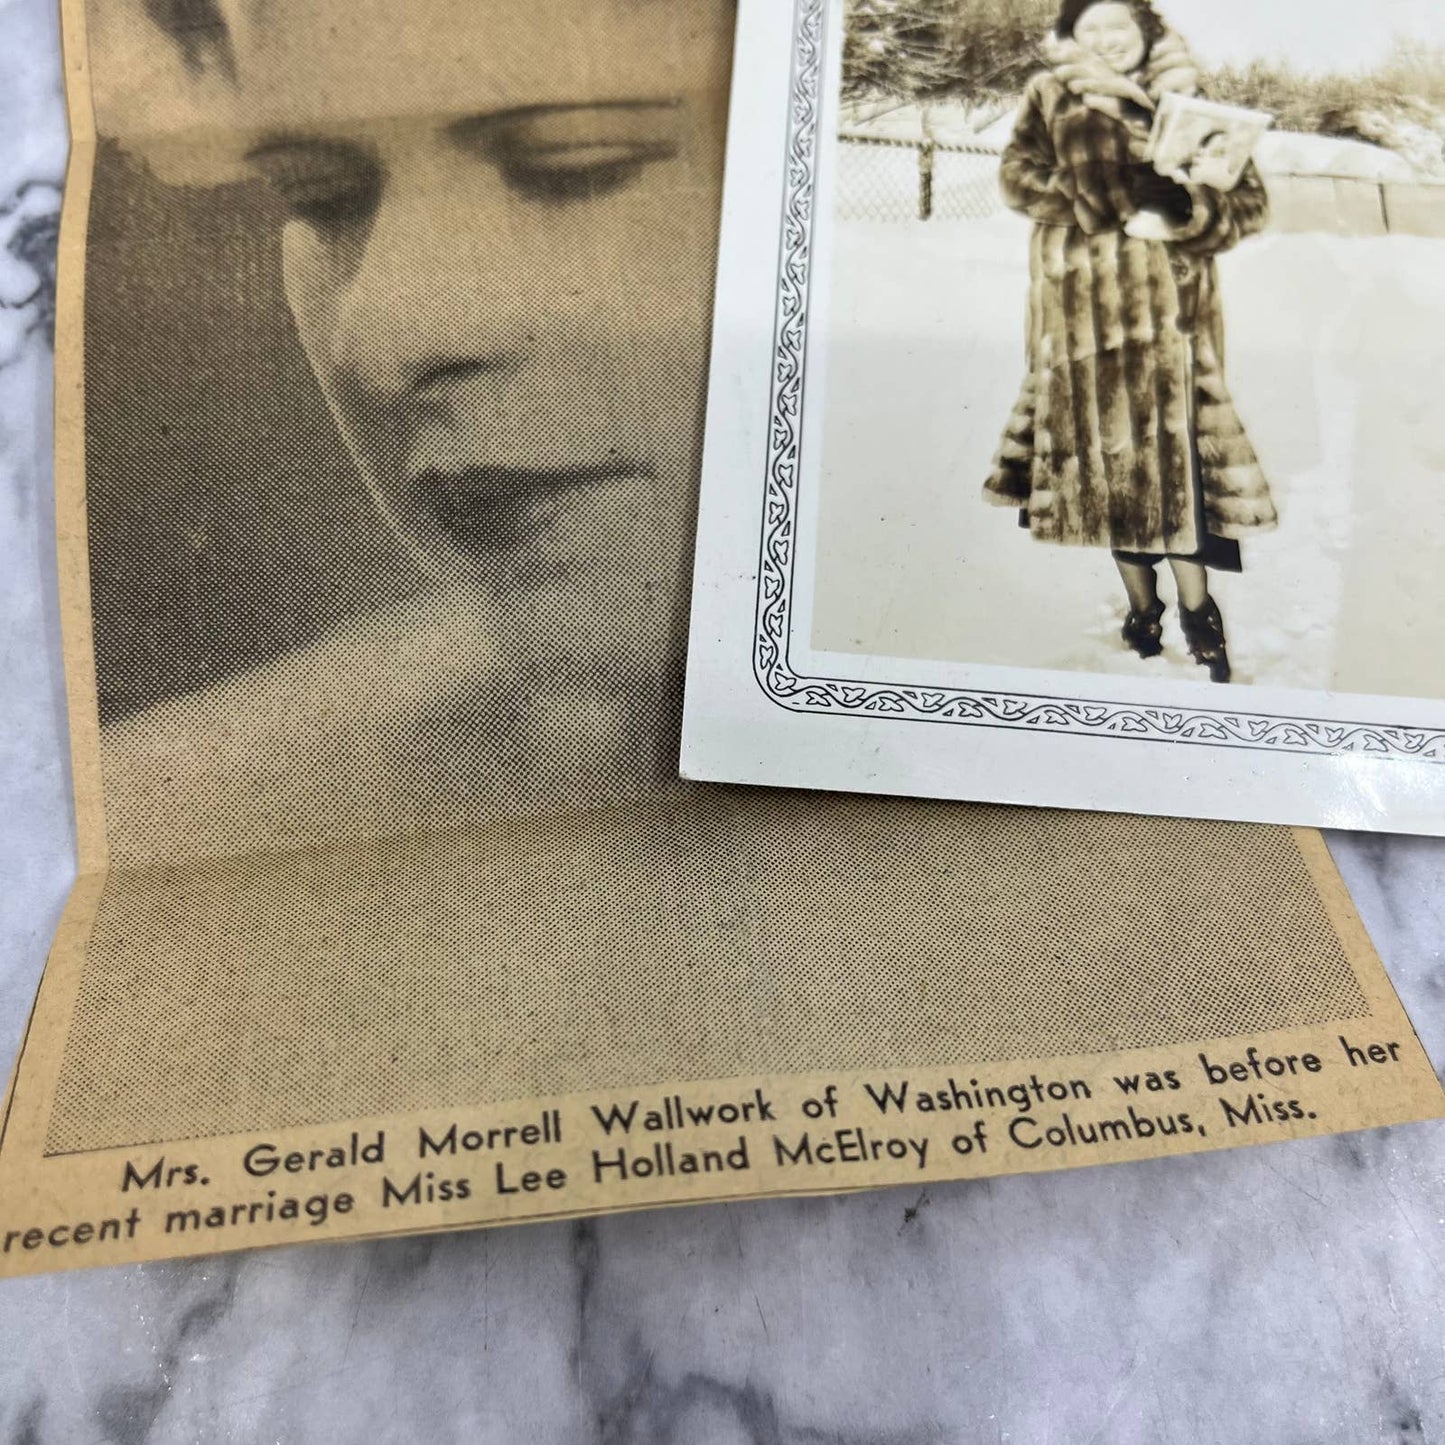 Mrs. Gerald Morrell Wallwork of Washington was before her
recent marriage Miss Lee Holland McElroy of Columbus, Miss.